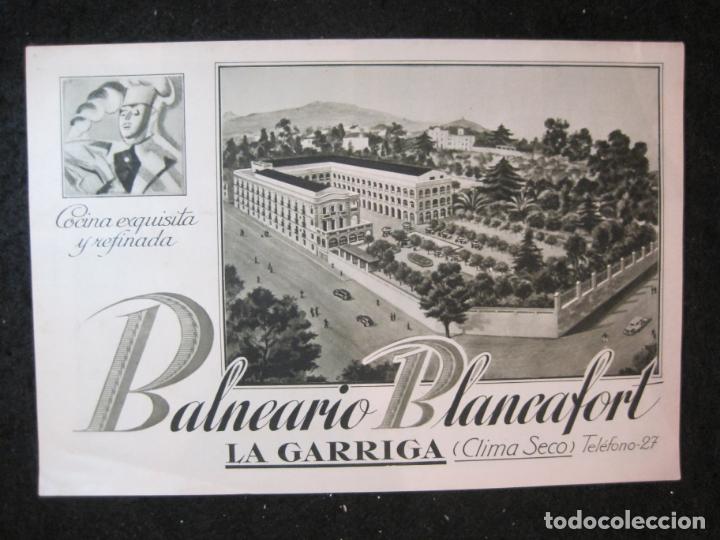 Cocina exquisita
y refinada
Balneario Blancafort
LA GARRIGA (Clima Seco) Teléfono-27
todocoleccion